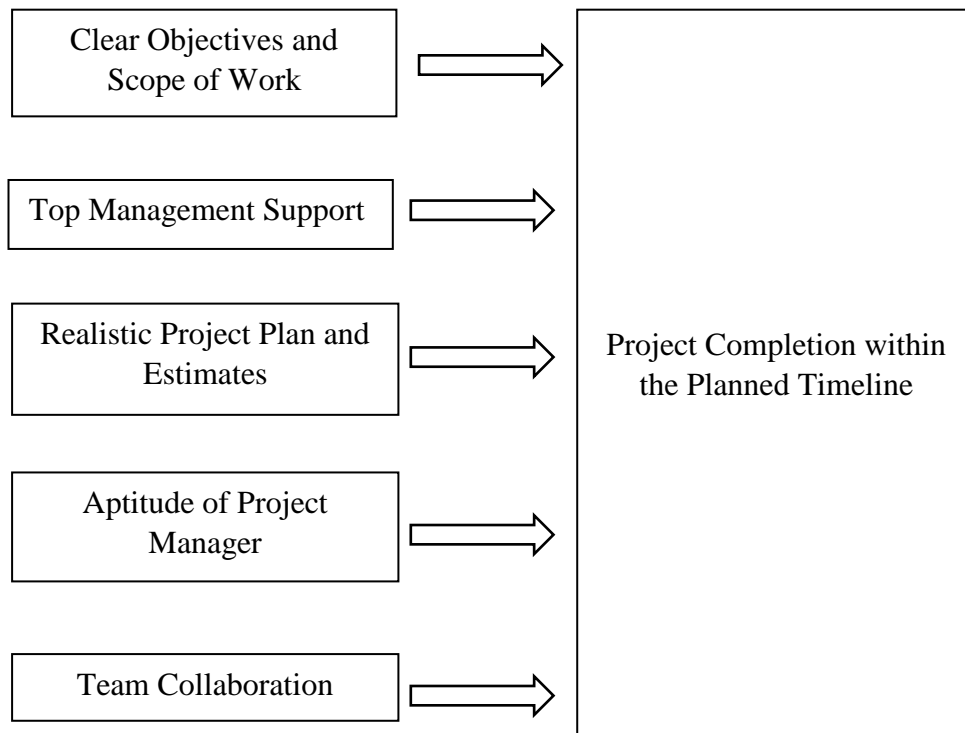 Clear Objectives and
Scope of Work
Top Management Support
Realistic Project Plan and
Estimates
Project Completion within
the Planned Timeline
Aptitude of Project
Manager
Team Collaboration